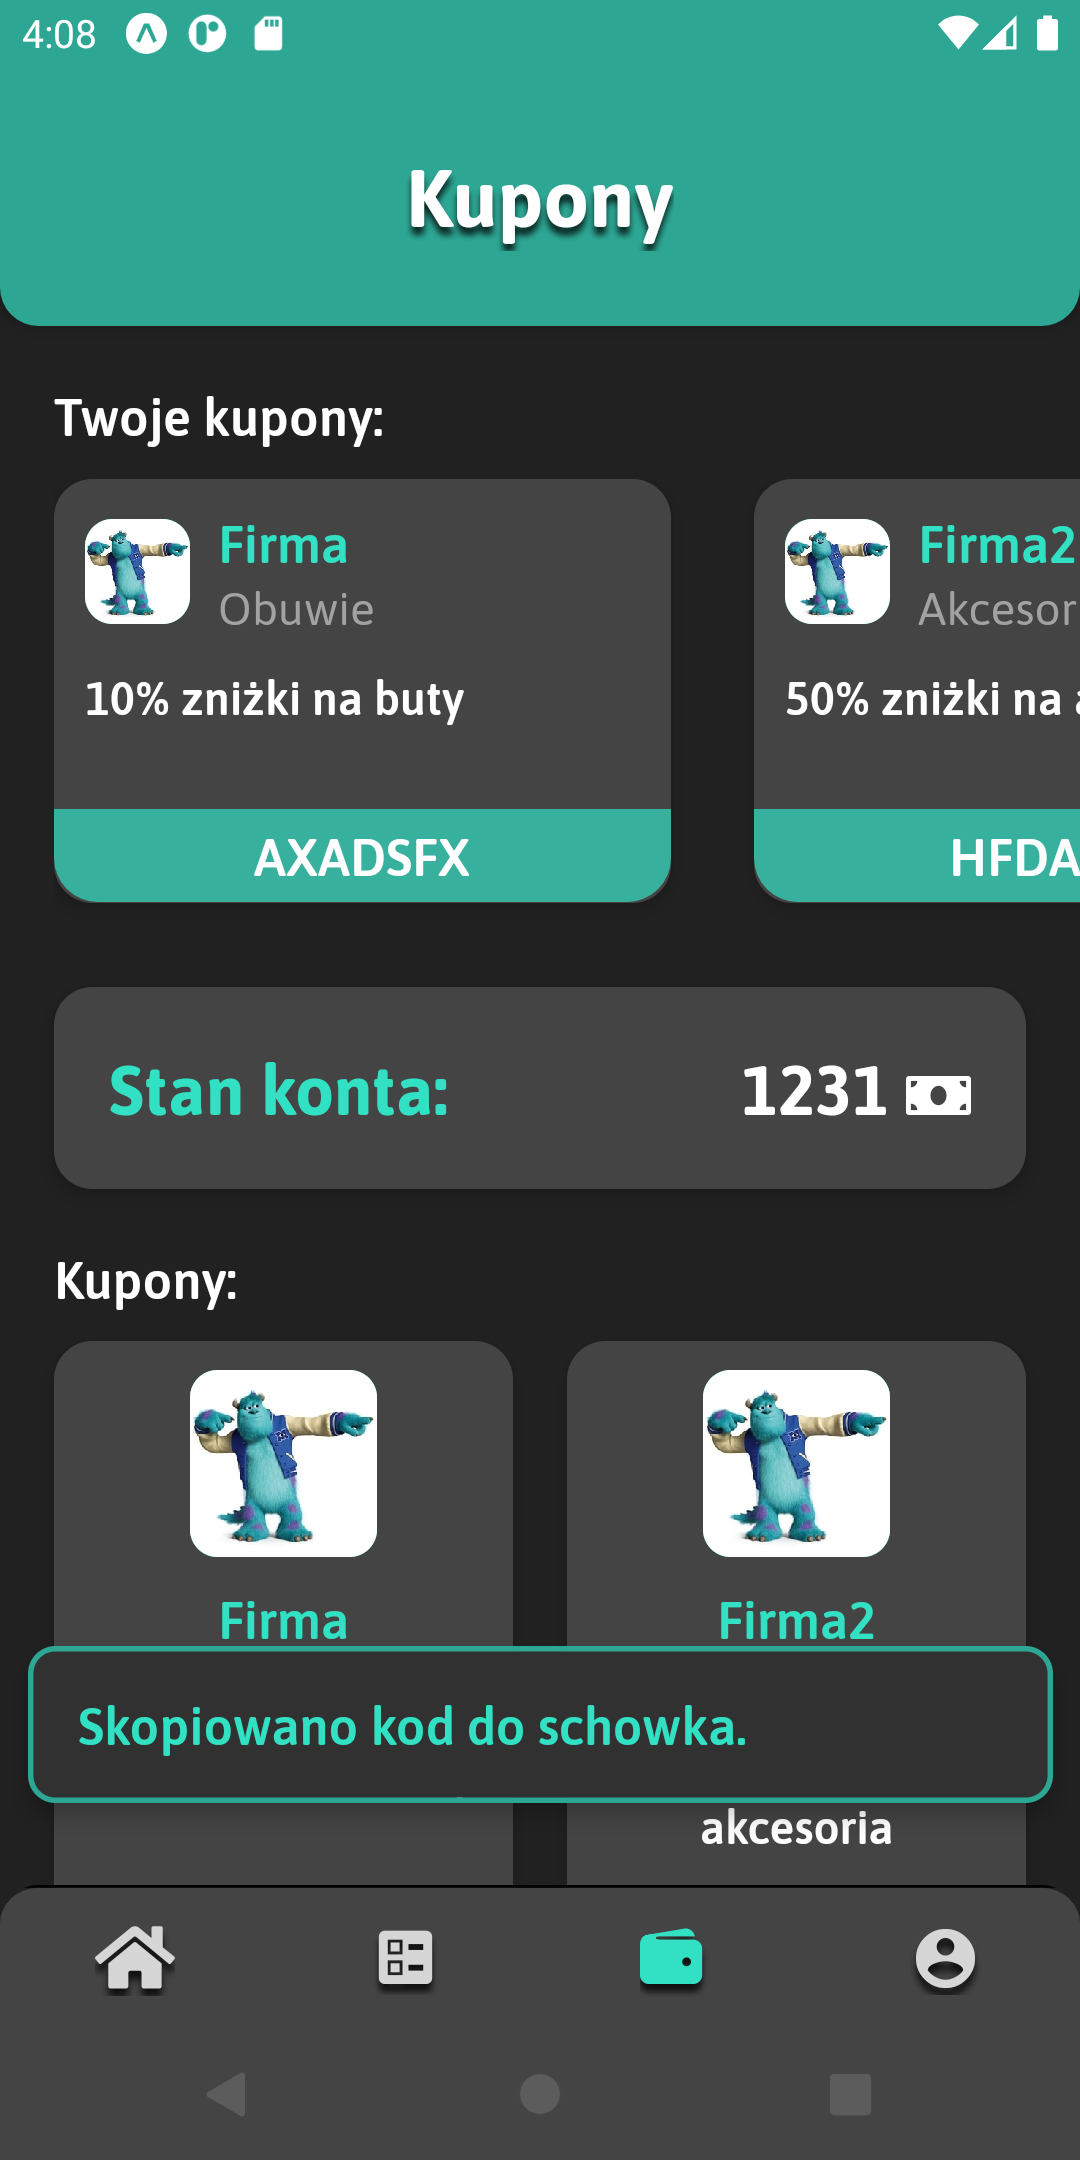 4:08
Kupony
Twoje kupony:
Firma
Obuwie
10% zniżki na buty
AXADSFX
Firma2
Akcesor
50% zniżki na
HFDA
Stan konta:
1231
Kupony:
Firma
Firma2
Skopiowano kod do schowka.
akcesoria